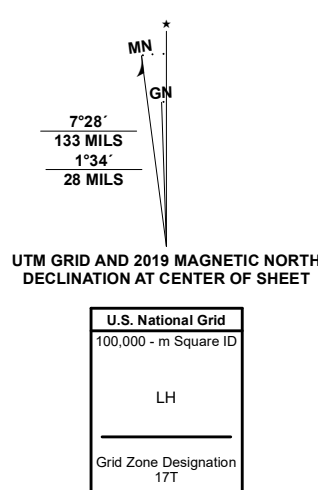 ★
MN
GN
7°28´
133 MILS
1°34´
28 MILS
UTM GRID AND 2019 MAGNETIC NORTH
DECLINATION AT CENTER OF SHEET
U.S. National Grid
100,000 - m Square ID
LH
Grid Zone Designation
17T